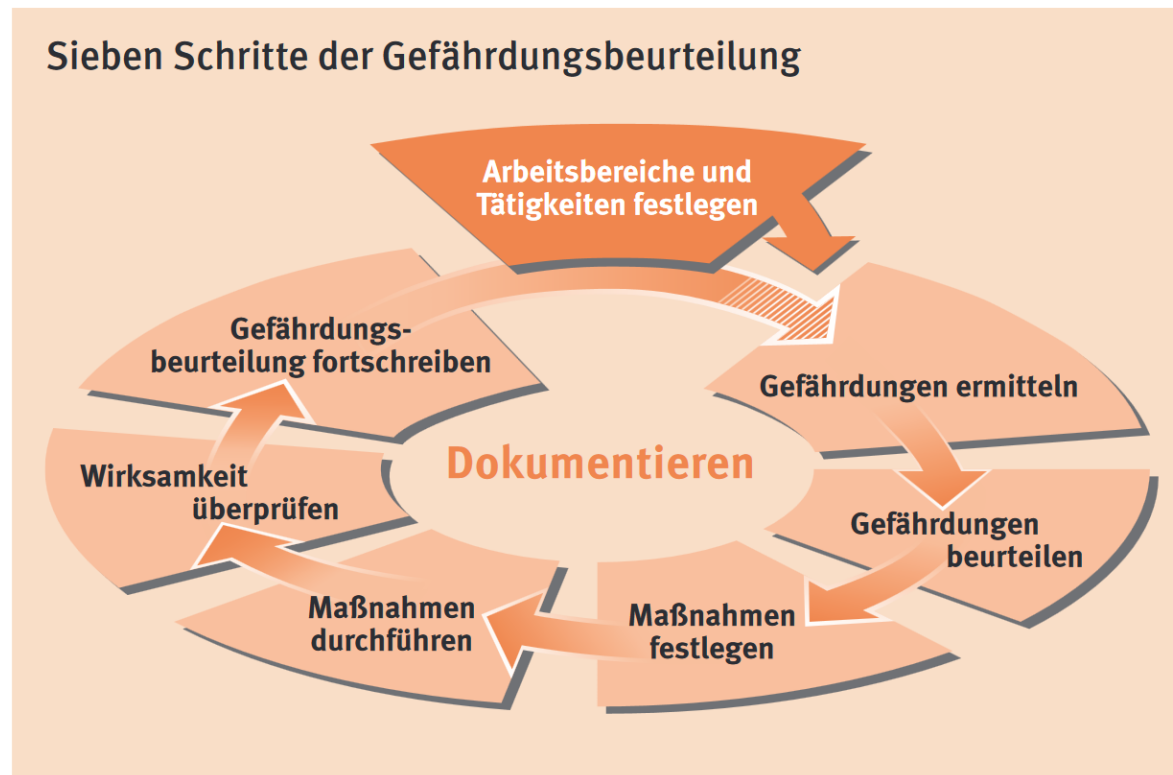 Sieben Schritte der Gefährdungsbeurteilung
Arbeitsbereiche und
Tätigkeiten festlegen
Gefährdungen ermitteln
Gefährdungen
beurteilen
Maßnahmen
festlegen
Maßnahmen
durchführen
Wirksamkeit
überprüfen
Gefährdungs-
beurteilung fortschreiben
Dokumentieren